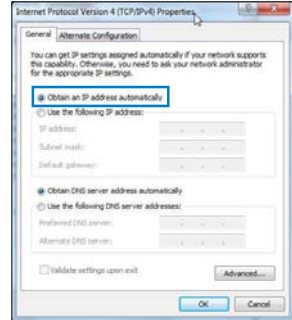 Internet Protocol Version 4 (TCP/IPv4) Properties
General
Alternate Configuration
You can get IP settings assigned automatically if your network supports
this capability. Otherwise, you need to ask your network administrator
for the appropriate IP settings.
Obtain an IP address automatically
Use the following IP address:
IP address:
Subnet mask:
Default gateway:
Obtain DNS server address automatically
Use the following DNS server addresses:
Preferred DNS server:
Alternate DNS server:
Validate settings upon exit
Advanced...
OK
Cancel